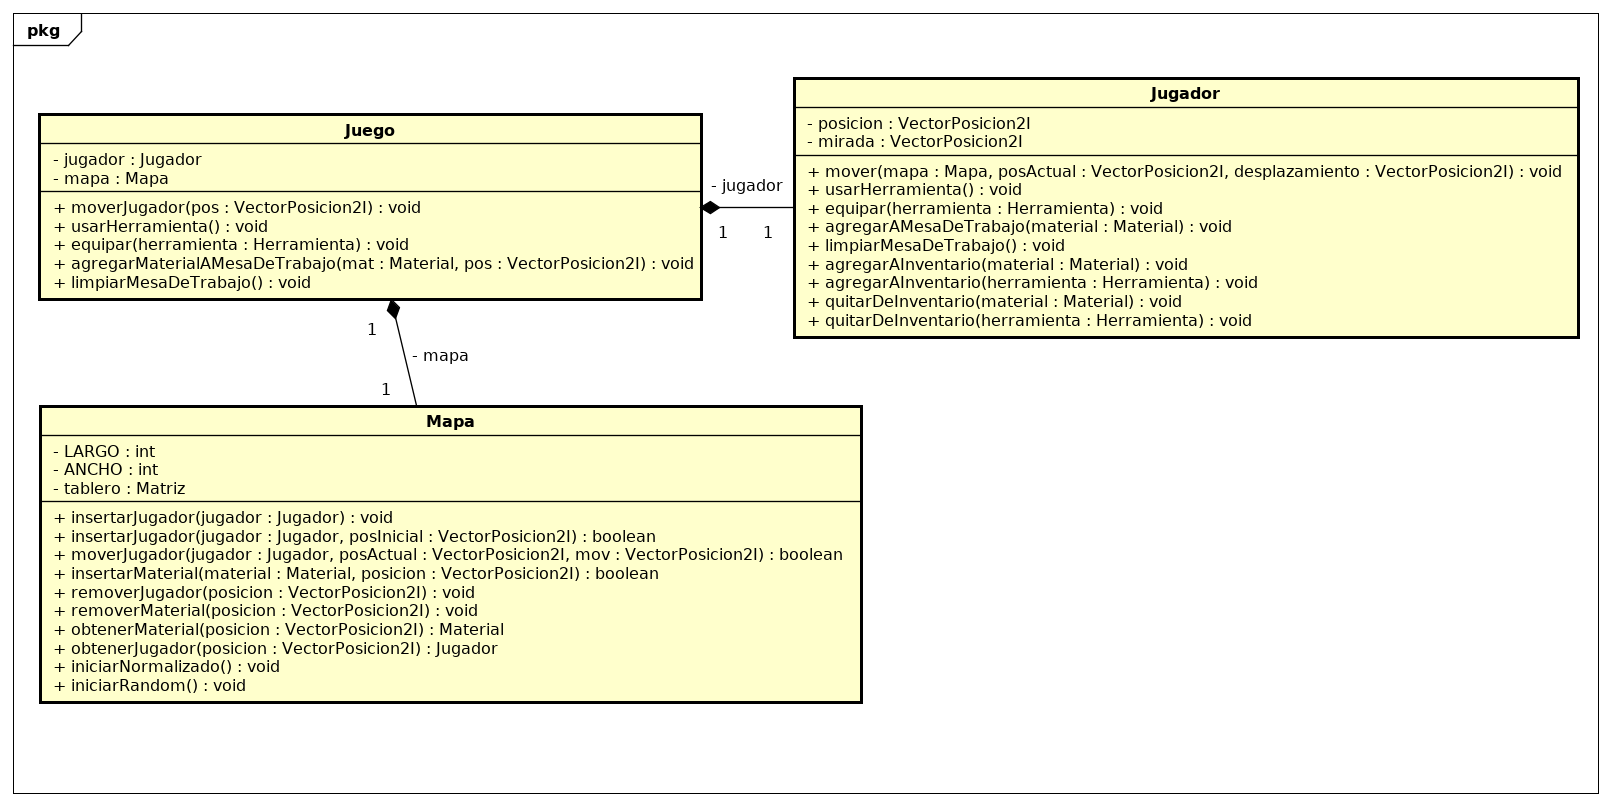 pkg
Juego
- jugador : Jugador
- mapa : Mapa
+ moverJugador(pos : VectorPosicion2I) : void
+ usarHerramienta() : void
+ equipar(herramienta : Herramienta) : void
+ agregarMaterialAMesaDeTrabajo(mat : Material, pos : VectorPosicion2I) : void
+ limpiarMesaDeTrabajo() : void
- jugador
1
1
Jugador
- posicion : VectorPosicion2I
- mirada : VectorPosicion2I
+ mover(mapa : Mapa, posActual : VectorPosicion2I, desplazamiento : VectorPosicion2I) : void
+ usarHerramienta() : void
+ equipar(herramienta : Herramienta) : void
+ agregarAMesaDeTrabajo(material : Material) : void
+ limpiarMesaDeTrabajo() : void
+ agregarAInventario(material : Material) : void
+ agregarAInventario(herramienta : Herramienta) : void
+ quitarDeInventario(material : Material) : void
+ quitarDeInventario(herramienta : Herramienta) : void
1
- mapa
1
Mapa
- LARGO : int
- ANCHO : int
- tablero : Matriz
+ insertarJugador(jugador : Jugador) : void
+ insertarJugador(jugador : Jugador, posInicial : VectorPosicion2I) : boolean
+ moverJugador(jugador : Jugador, posActual : VectorPosicion2I, mov : VectorPosicion2I) : boolean
+ insertarMaterial(material : Material, posicion : VectorPosicion2I) : boolean
+ removerJugador(posicion : VectorPosicion2I) : void
+ removerMaterial(posicion : VectorPosicion2I) : void
+ obtenerMaterial(posicion : VectorPosicion2I) : Material
+ obtenerJugador(posicion : VectorPosicion2I) : Jugador
+ iniciarNormalizado() : void
+ iniciarRandom() : void